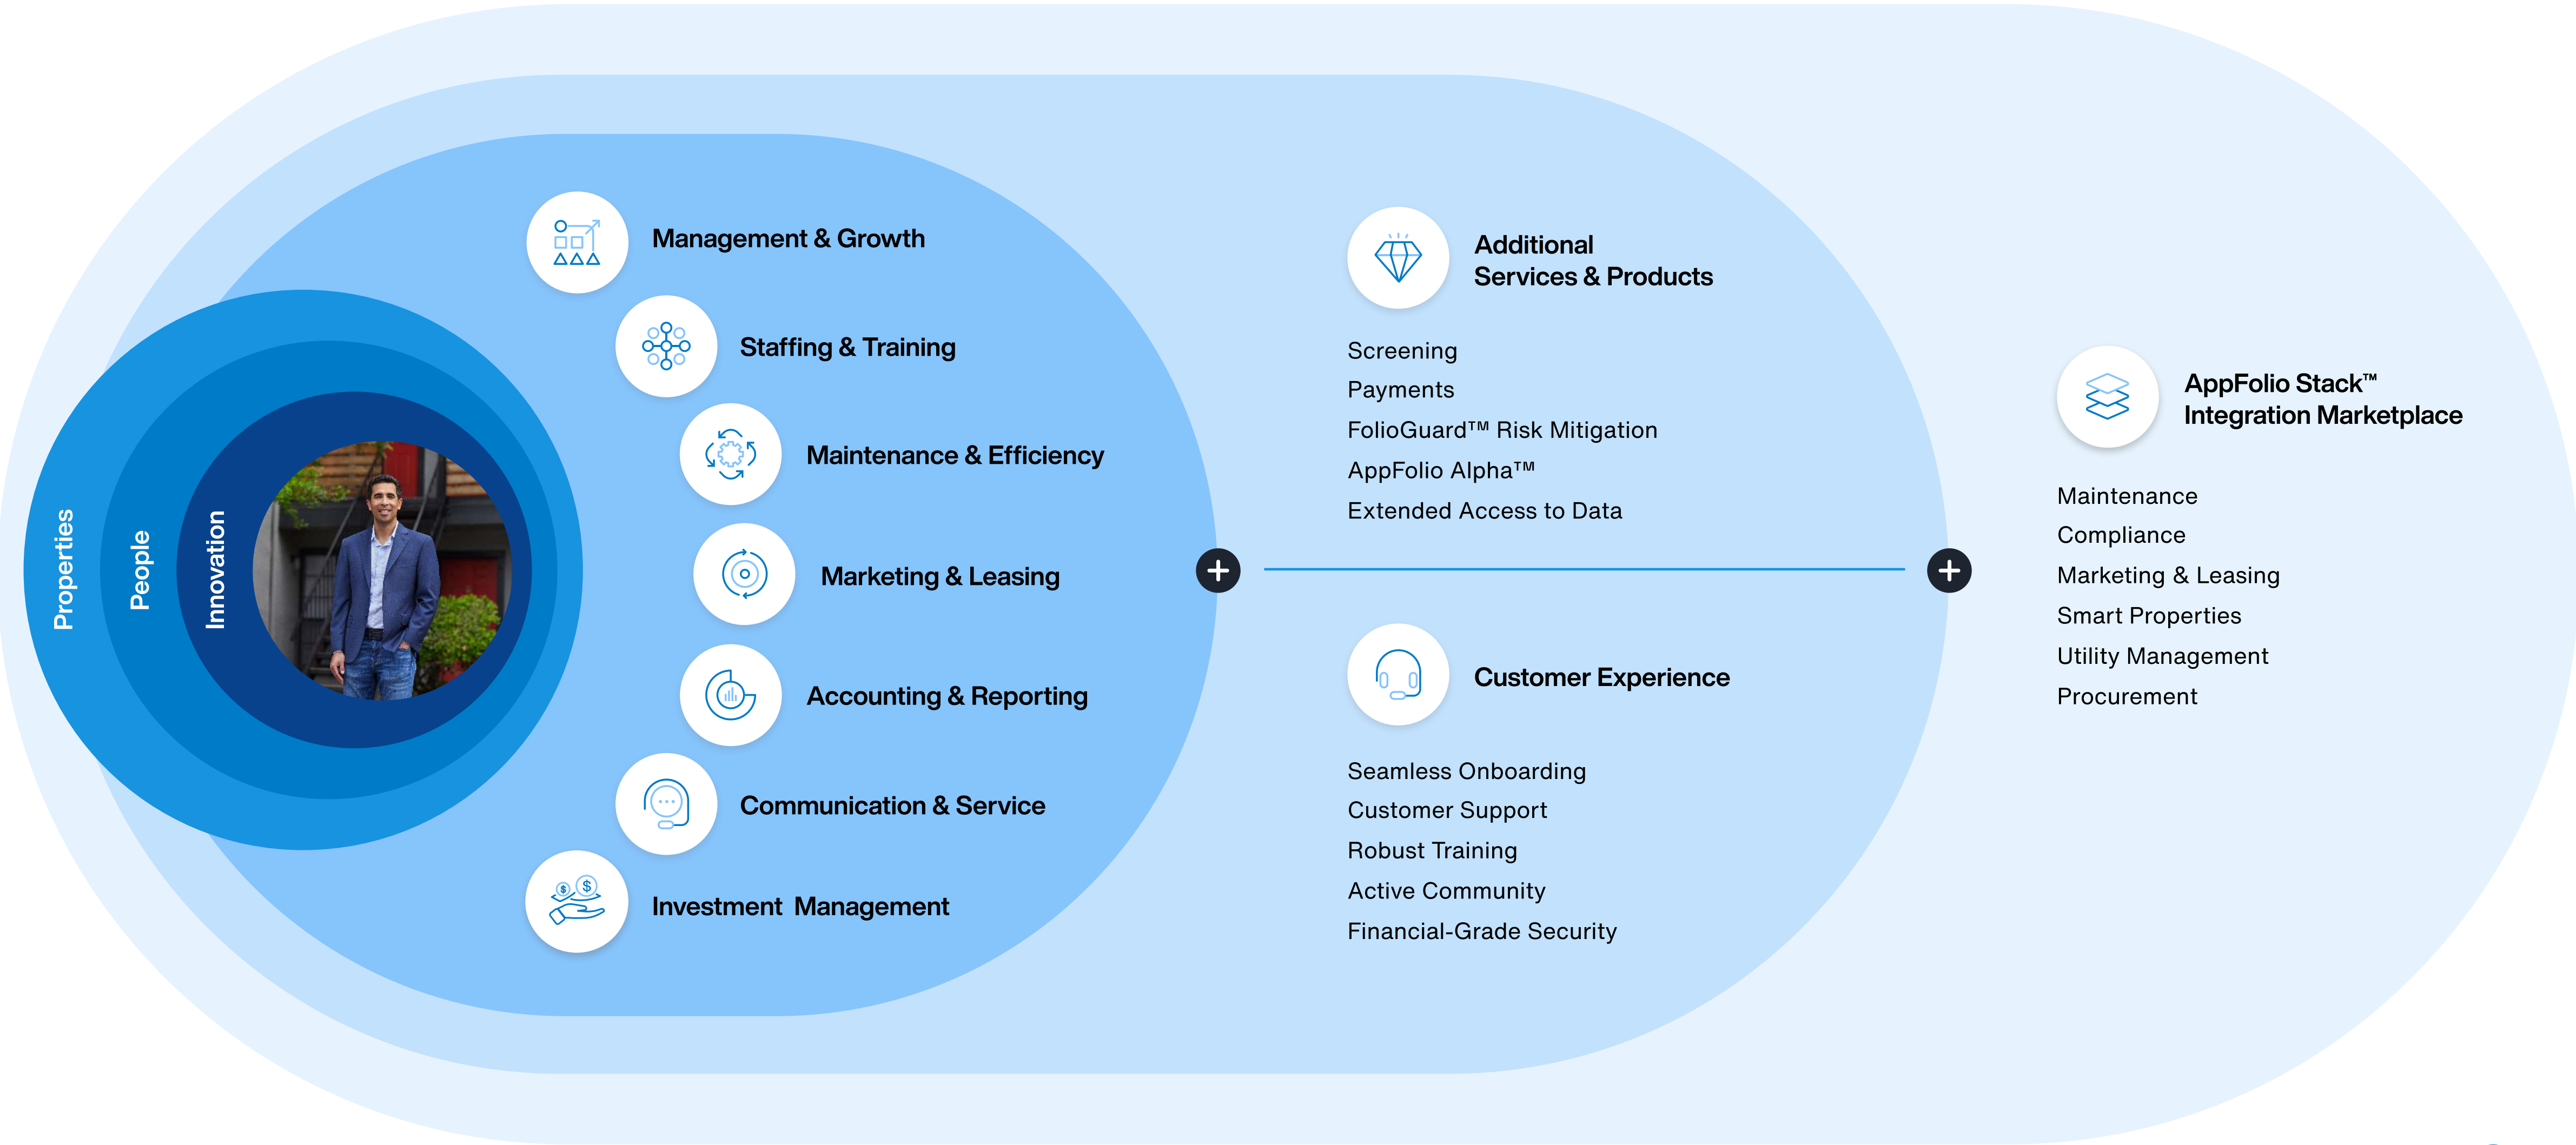 Properties
People
Innovation
Management & Growth
Staffing & Training
Maintenance & Efficiency
Marketing & Leasing
Accounting & Reporting
Communication & Service
Investment Management
Additional
Services & Products
Screening
Payments
FolioGuard™ Risk Mitigation
AppFolio Alpha™
Extended Access to Data
Customer Experience
Seamless Onboarding
Customer Support
Robust Training
Active Community
Financial-Grade Security
AppFolio Stack™
Integration Marketplace
Maintenance
Compliance
Marketing & Leasing
Smart Properties
Utility Management
Procurement